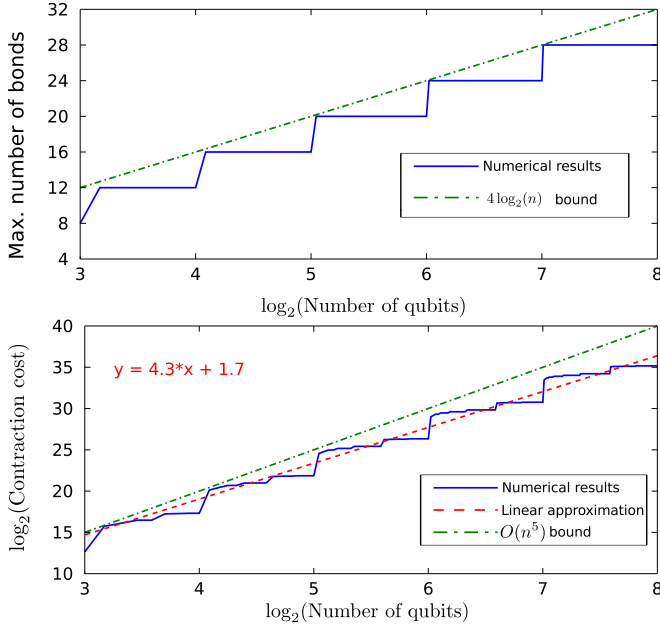 Max. number of bonds
32
28
24
20
16
12
8
4
Numerical results
4 log₂(n) bound
3 4 5 6 7 8
log₂(Number of qubits)
log₂(Contraction cost)
40
35
30
25
20
15
10
y = 4.3*x + 1.7
Numerical results
Linear approximation
O(n⁵) bound
3 4 5 6 7 8
log₂(Number of qubits)